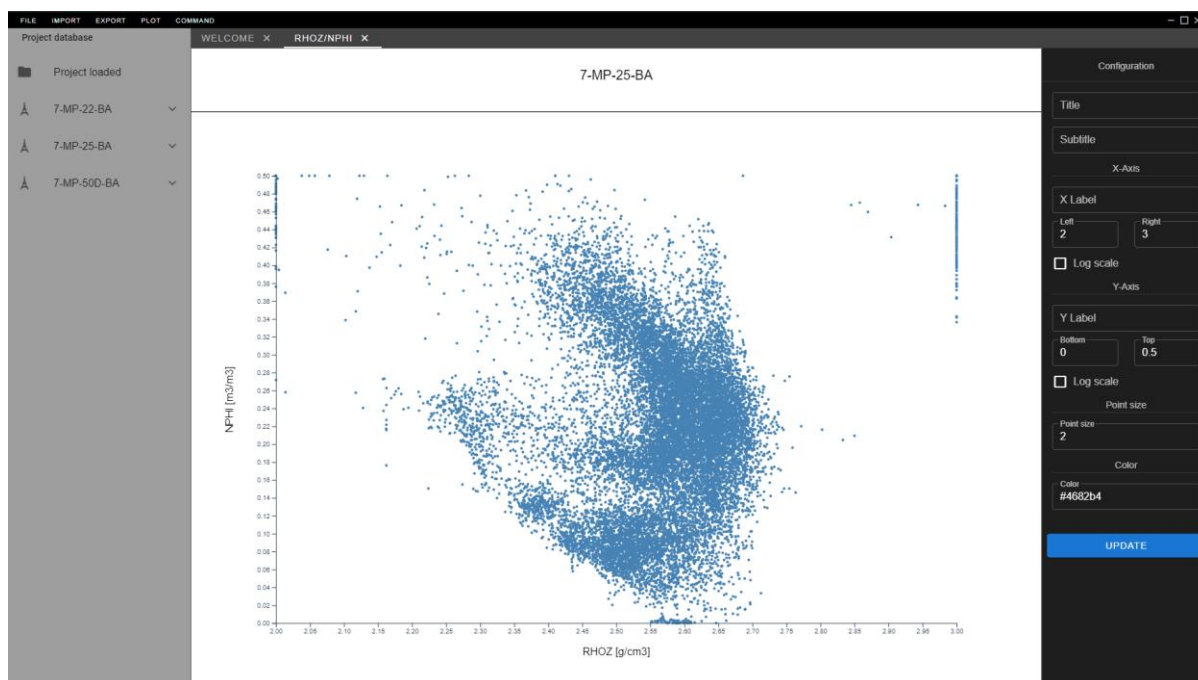 FILE IMPORT EXPORT PLOT COMMAND
Project database
WELCOME × RHOZ/NPHI ×
Project loaded
7-MP-22-BA
7-MP-25-BA
7-MP-50D-BA
7-MP-25-BA
NPHI [m3/m3]
0.50
0.48
0.46
0.44
0.42
0.40
0.38
0.36
0.34
0.32
0.30
0.28
0.26
0.24
0.22
0.20
0.18
0.16
0.14
0.12
0.10
0.08
0.06
0.04
0.02
0.00
2.00 2.05 2.10 2.15 2.20 2.25 2.30 2.35 2.40 2.45 2.50 2.55 2.60 2.65 2.70 2.75 2.80 2.85 2.90 2.95 3.00
RHOZ [g/cm3]
Configuration
Title
Subtitle
X-Axis
X Label
Left Right
2 3
Log scale
Y-Axis
Y Label
Bottom Top
0 0.5
Log scale
Point size
Point size
2
Color
Color
#4682b4
UPDATE